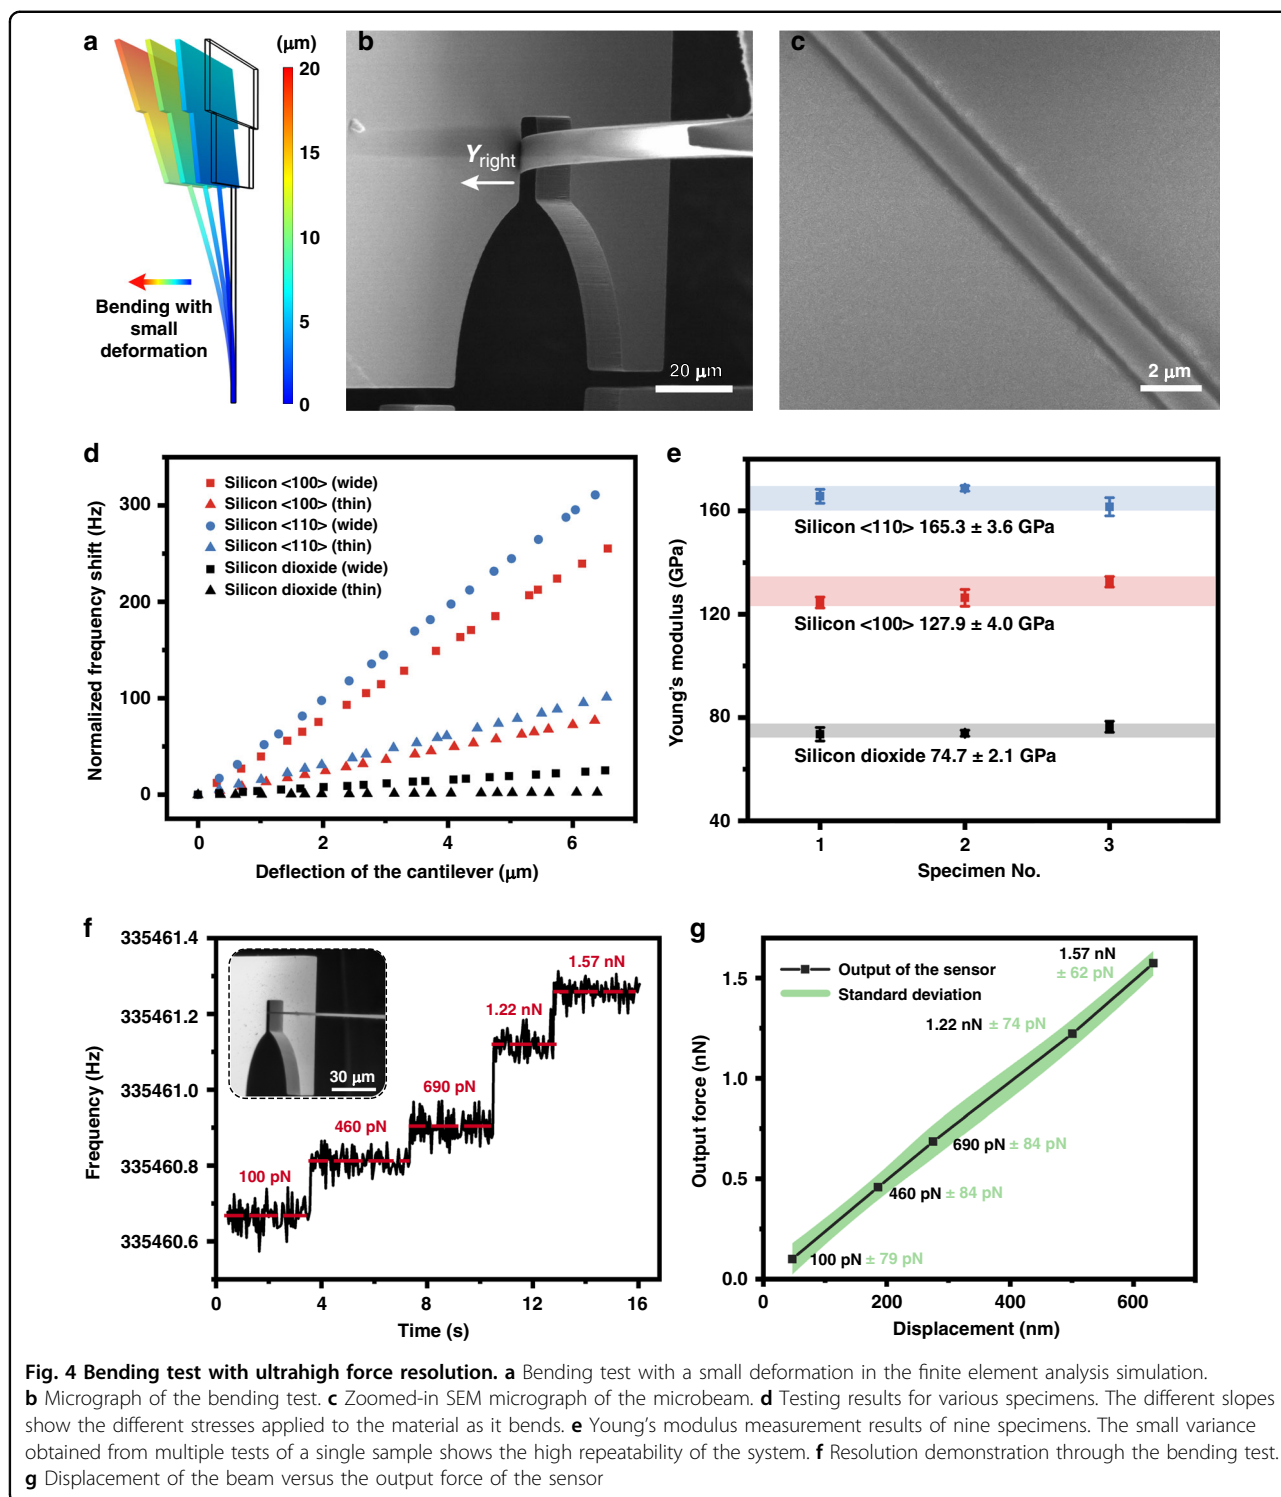 a
(μm)
20
15
10
5
0
Bending with
small
deformation
b
Yright
20 μm
c
2 μm
d
Normalized frequency shift (Hz)
300
200
100
0
Silicon <100> (wide)
Silicon <100> (thin)
Silicon <110> (wide)
Silicon <110> (thin)
Silicon dioxide (wide)
Silicon dioxide (thin)
0 2 4 6
Deflection of the cantilever (μm)
e
Young's modulus (GPa)
160
120
80
40
Silicon <110> 165.3 ± 3.6 GPa
Silicon <100> 127.9 ± 4.0 GPa
Silicon dioxide 74.7 ± 2.1 GPa
1 2 3
Specimen No.
f
Frequency (Hz)
335461.4
335461.2
335461.0
335460.8
335460.6
30 μm
100 pN
460 pN
690 pN
1.22 nN
1.57 nN
0 4 8 12 16
Time (s)
g
Output force (nN)
1.5
1.0
0.5
0.0
Output of the sensor
Standard deviation
1.57 nN
± 62 pN
1.22 nN ± 74 pN
690 pN ± 84 pN
460 pN ± 84 pN
100 pN ± 79 pN
0 200 400 600
Displacement (nm)
Fig. 4 Bending test with ultrahigh force resolution. a Bending test with a small deformation in the finite element analysis simulation.
b Micrograph of the bending test. c Zoomed-in SEM micrograph of the microbeam. d Testing results for various specimens. The different slopes
show the different stresses applied to the material as it bends. e Young's modulus measurement results of nine specimens. The small variance
obtained from multiple tests of a single sample shows the high repeatability of the system. f Resolution demonstration through the bending test.
g Displacement of the beam versus the output force of the sensor